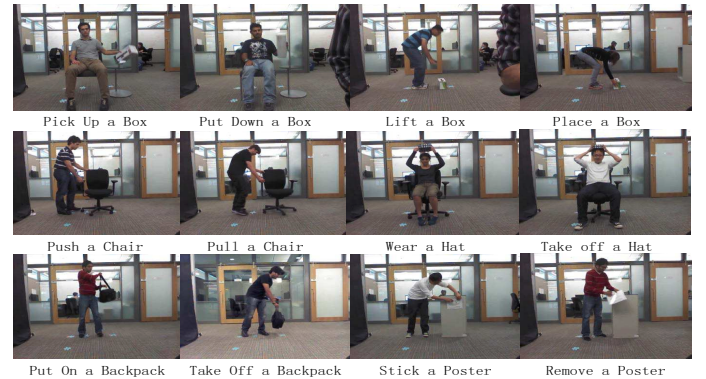 Pick Up a Box    Put Down a Box    Lift a Box    Place a Box
Push a Chair    Pull a Chair    Wear a Hat    Take off a Hat
Put On a Backpack    Take Off a Backpack    Stick a Poster    Remove a Poster